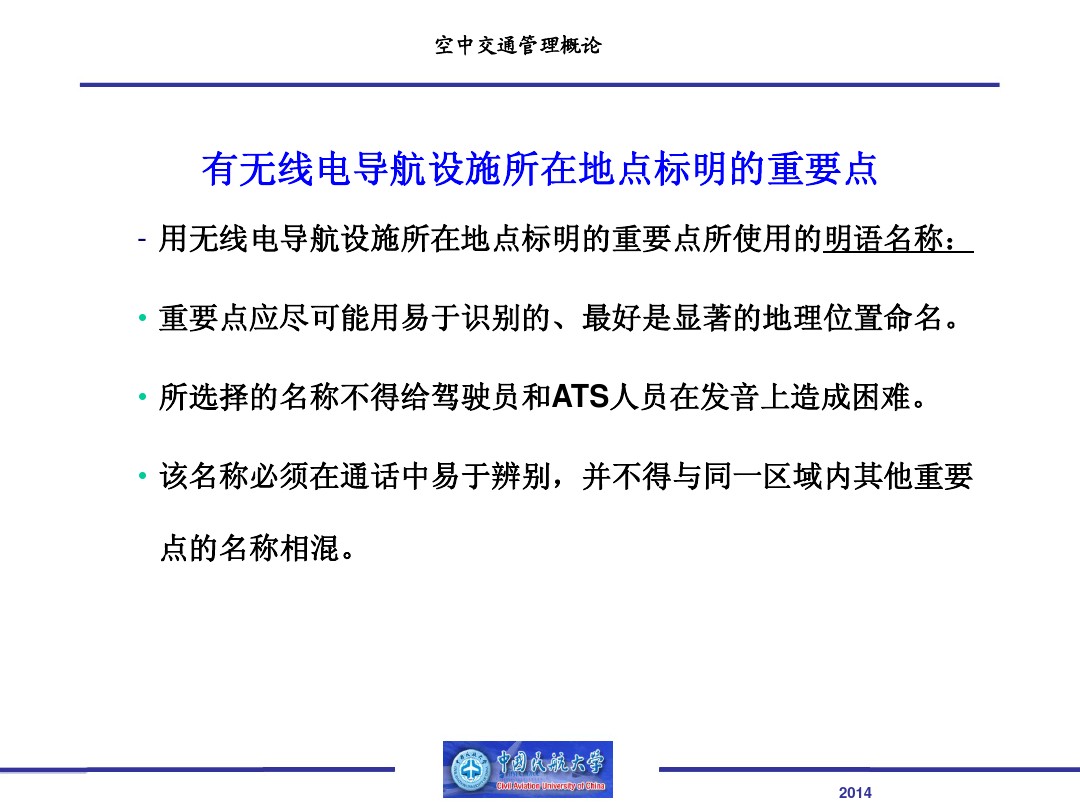 空中交通管理概论
有无线电导航设施所在地点标明的重要点
- 用无线电导航设施所在地点标明的重要点所使用的明语名称：
• 重要点应尽可能用易于识别的、最好是显著的地理位置命名。
• 所选择的名称不得给驾驶员和ATS人员在发音上造成困难。
• 该名称必须在通话中易于辨别，并不得与同一区域内其他重要
点的名称相混。
中国民航大学
Civil Aviation University of China
2014